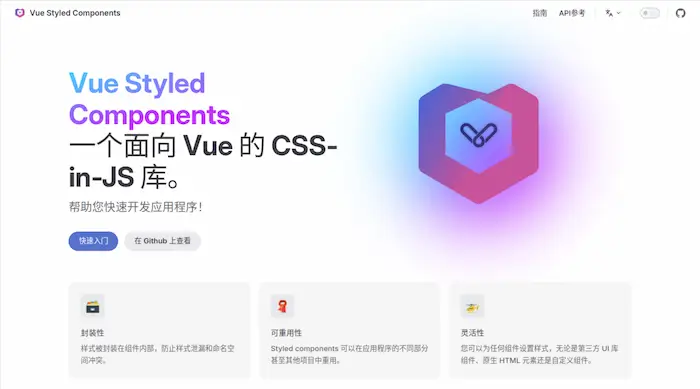 Vue Styled Components
指南
API参考
Vue Styled
Components
一个面向 Vue 的 CSS-
in-JS 库。
帮助您快速开发应用程序！
快速入门
在 Github 上查看
封装性
样式被封装在组件内部，防止样式泄漏和命名空
间冲突。
可重用性
Styled components 可以在应用程序的不同部分
甚至其他项目中重用。
灵活性
您可以为任何组件设置样式，无论是第三方 UI 库
组件、原生 HTML 元素还是自定义组件。